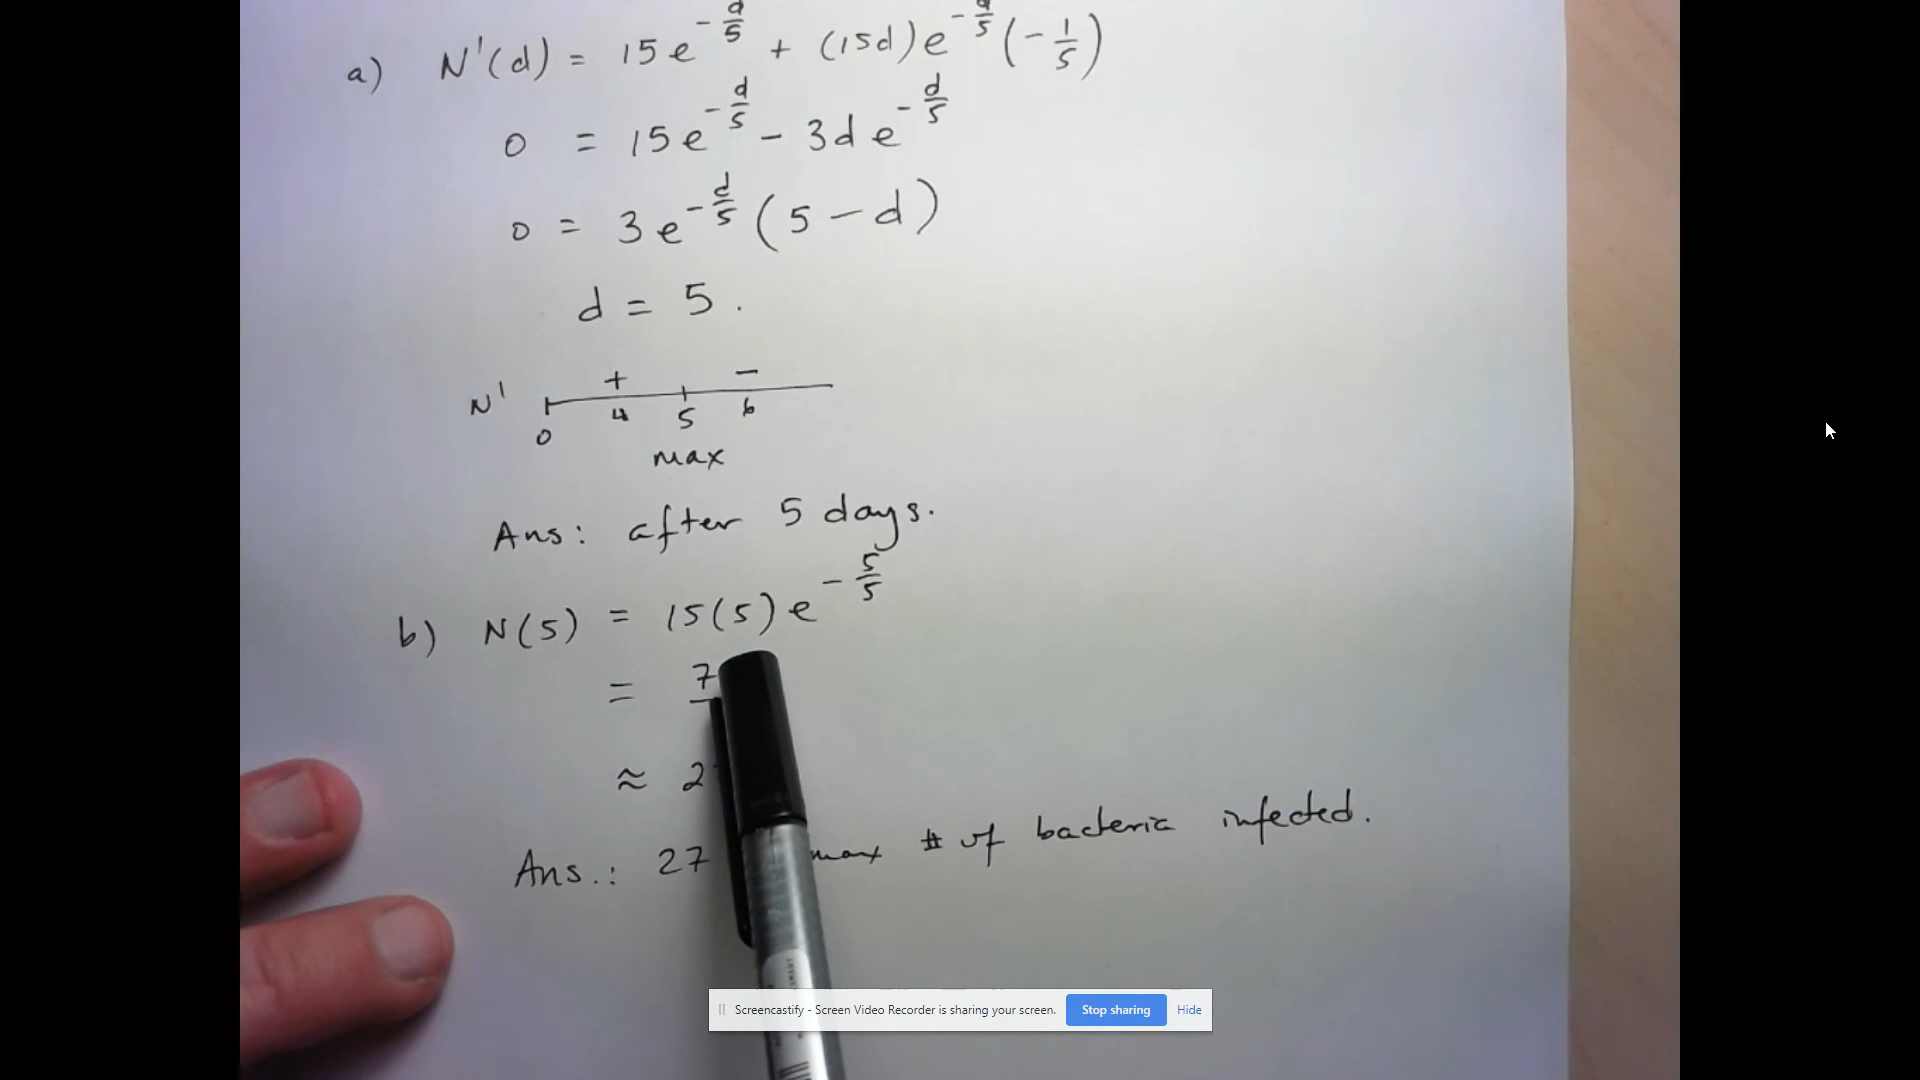 a) N'(d) = 15e^{-d/5} + (15d)e^{-d/5}(-1/5)
0 = 15e^{-d/5} - 3de^{-d/5}
0 = 3e^{-d/5}(5-d)
d = 5.
N' + -
0 4 5 6
max
Ans: after 5 days.
b) N(5) = 15(5)e^{-5/5}
= 7
≈ 2
Ans.: 27 max # of bacteria infected.
Screencastify - Screen Video Recorder is sharing your screen. Stop sharing Hide